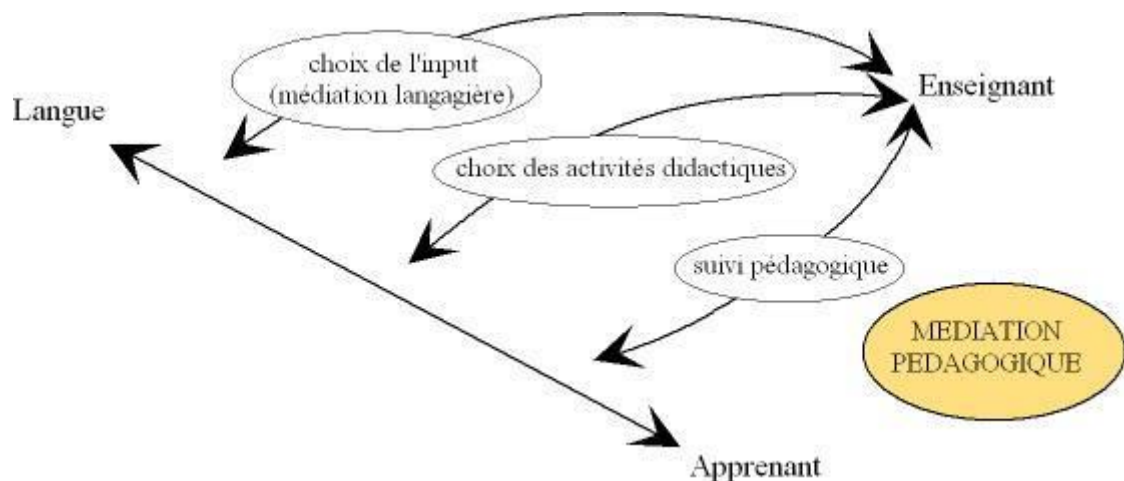 choix de l'input
(médiation langagière)
Enseignant
Langue
choix des activités didactiques
suivi pédagogique
MEDIATION
PEDAGOGIQUE
Apprenant